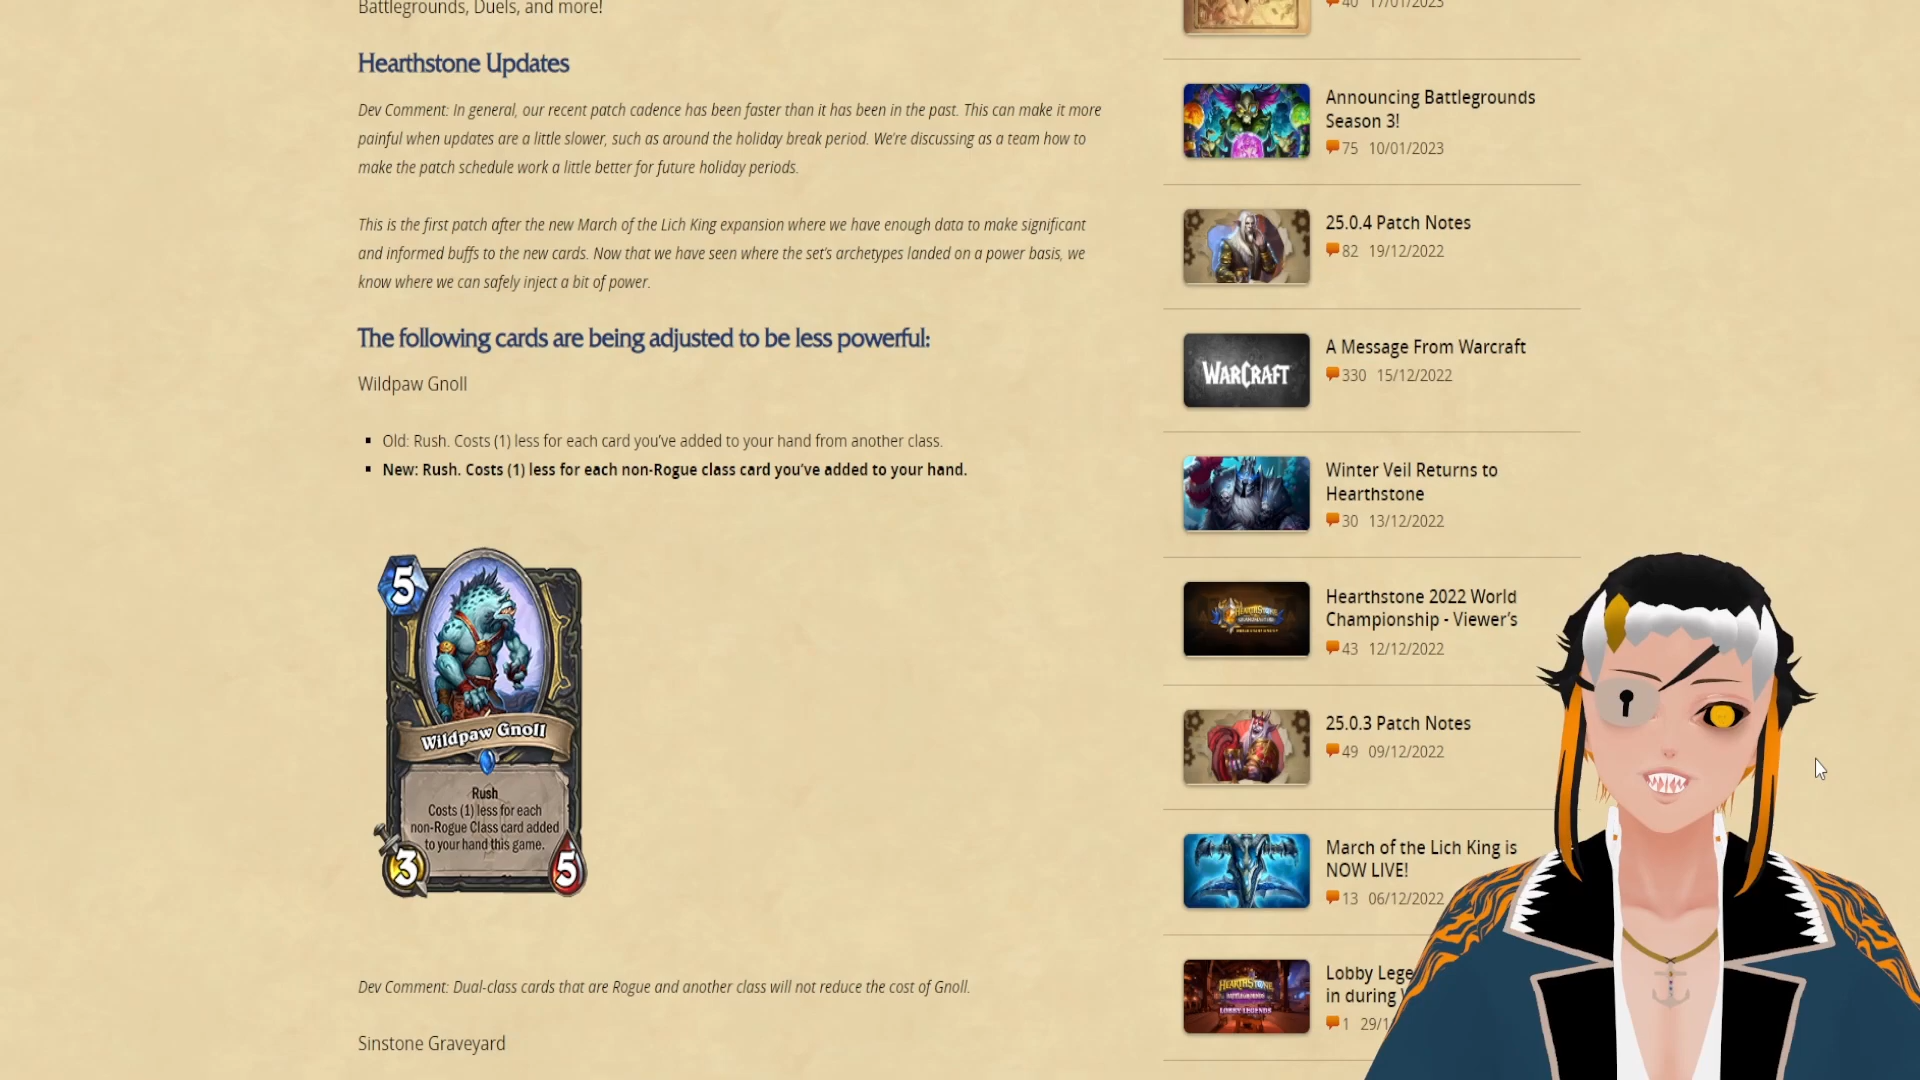 Battlegrounds, Duels, and more!
Hearthstone Updates
Dev Comment: In general, our recent patch cadence has been faster than it has been in the past. This can make it more
painful when updates are a little slower, such as around the holiday break period. We're discussing as a team how to
make the patch schedule work a little better for future holiday periods.
This is the first patch after the new March of the Lich King expansion where we have enough data to make significant
and informed buffs to the new cards. Now that we have seen where the set's archetypes landed on a power basis, we
know where we can safely inject a bit of power.
The following cards are being adjusted to be less powerful:
Wildpaw Gnoll
Old: Rush. Costs (1) less for each card you've added to your hand from another class.
New: Rush. Costs (1) less for each non-Rogue class card you've added to your hand.
5
Wildpaw Gnoll
Rush
Costs (1) less for each
non-Rogue Class card added
to your hand this game.
3
5
Dev Comment: Dual-class cards that are Rogue and another class will not reduce the cost of Gnoll.
Sinstone Graveyard
40 17/01/2023
Announcing Battlegrounds
Season 3!
75 10/01/2023
25.0.4 Patch Notes
82 19/12/2022
WARCRAFT
A Message From Warcraft
330 15/12/2022
Winter Veil Returns to
Hearthstone
30 13/12/2022
HEARTHSTONE
Hearthstone 2022 World
Championship - Viewer's
43 12/12/2022
25.0.3 Patch Notes
49 09/12/2022
March of the Lich King is
NOW LIVE!
13 06/12/2022
HEARTHSTONE
BATTLEGROUNDS
LOBBY LEGENDS
Lobby Lege
in during
1 29/1